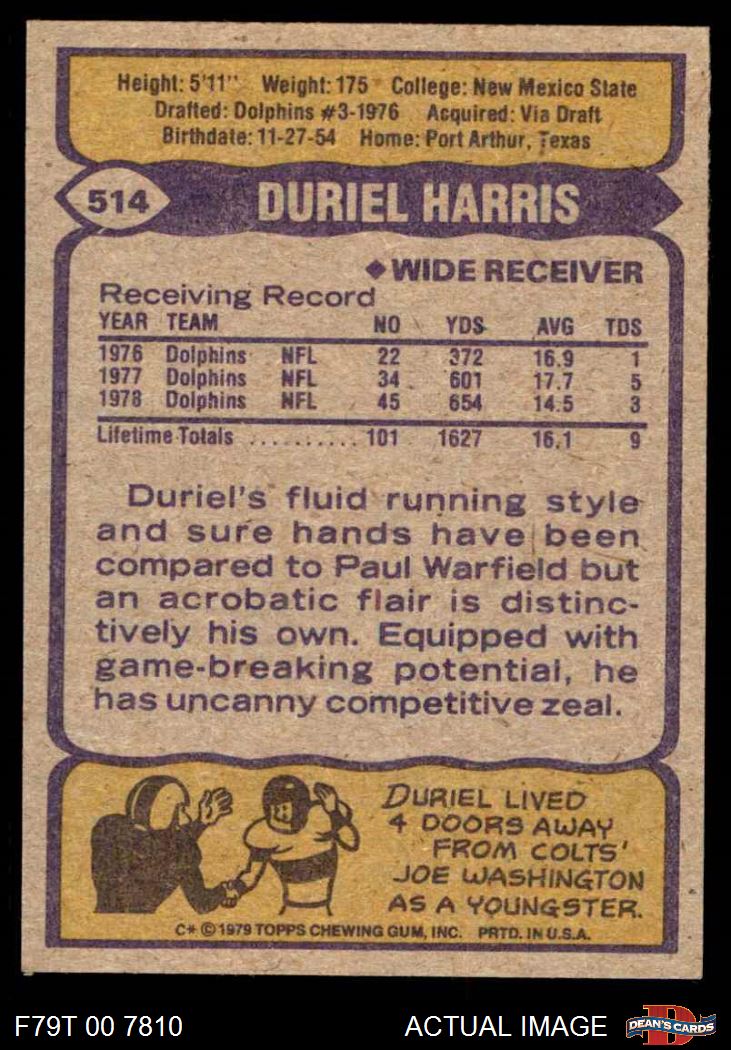 Height: 5'11" Weight: 175 College: New Mexico State
Drafted: Dolphins #3-1976 Acquired: Via Draft
Birthdate: 11-27-54 Home: Port Arthur, Texas
514 DURIEL HARRIS
◆WIDE RECEIVER
Receiving Record
YEAR TEAM NO YDS AVG TDS
1976 Dolphins NFL 22 372 16.9 1
1977 Dolphins NFL 34 601 17.7 5
1978 Dolphins NFL 45 654 14.5 3
Lifetime Totals .......... 101 1627 16.1 9
Duriel's fluid running style
and sure hands have been
compared to Paul Warfield but
an acrobatic flair is distinc-
tively his own. Equipped with
game-breaking potential, he
has uncanny competitive zeal.
DURIEL LIVED
4 DOORS AWAY
FROM COLTS'
JOE WASHINGTON
AS A YOUNGSTER.
C* © 1979 TOPPS CHEWING GUM, INC. PRTD. IN U.S.A.
F79T 00 7810 ACTUAL IMAGE D DEAN'S CARDS